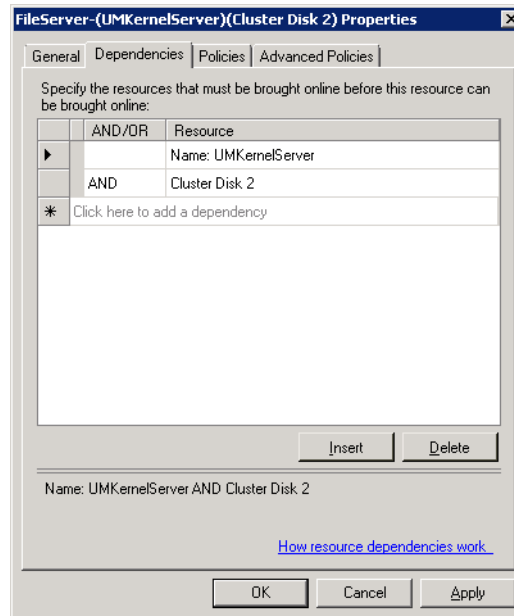 FileServer-(UMKernelServer)(Cluster Disk 2) Properties
General Dependencies Policies Advanced Policies
Specify the resources that must be brought online before this resource can
be brought online:
AND/OR Resource
Name: UMKernelServer
AND Cluster Disk 2
Click here to add a dependency
Insert Delete
Name: UMKernelServer AND Cluster Disk 2
How resource dependencies work
OK Cancel Apply